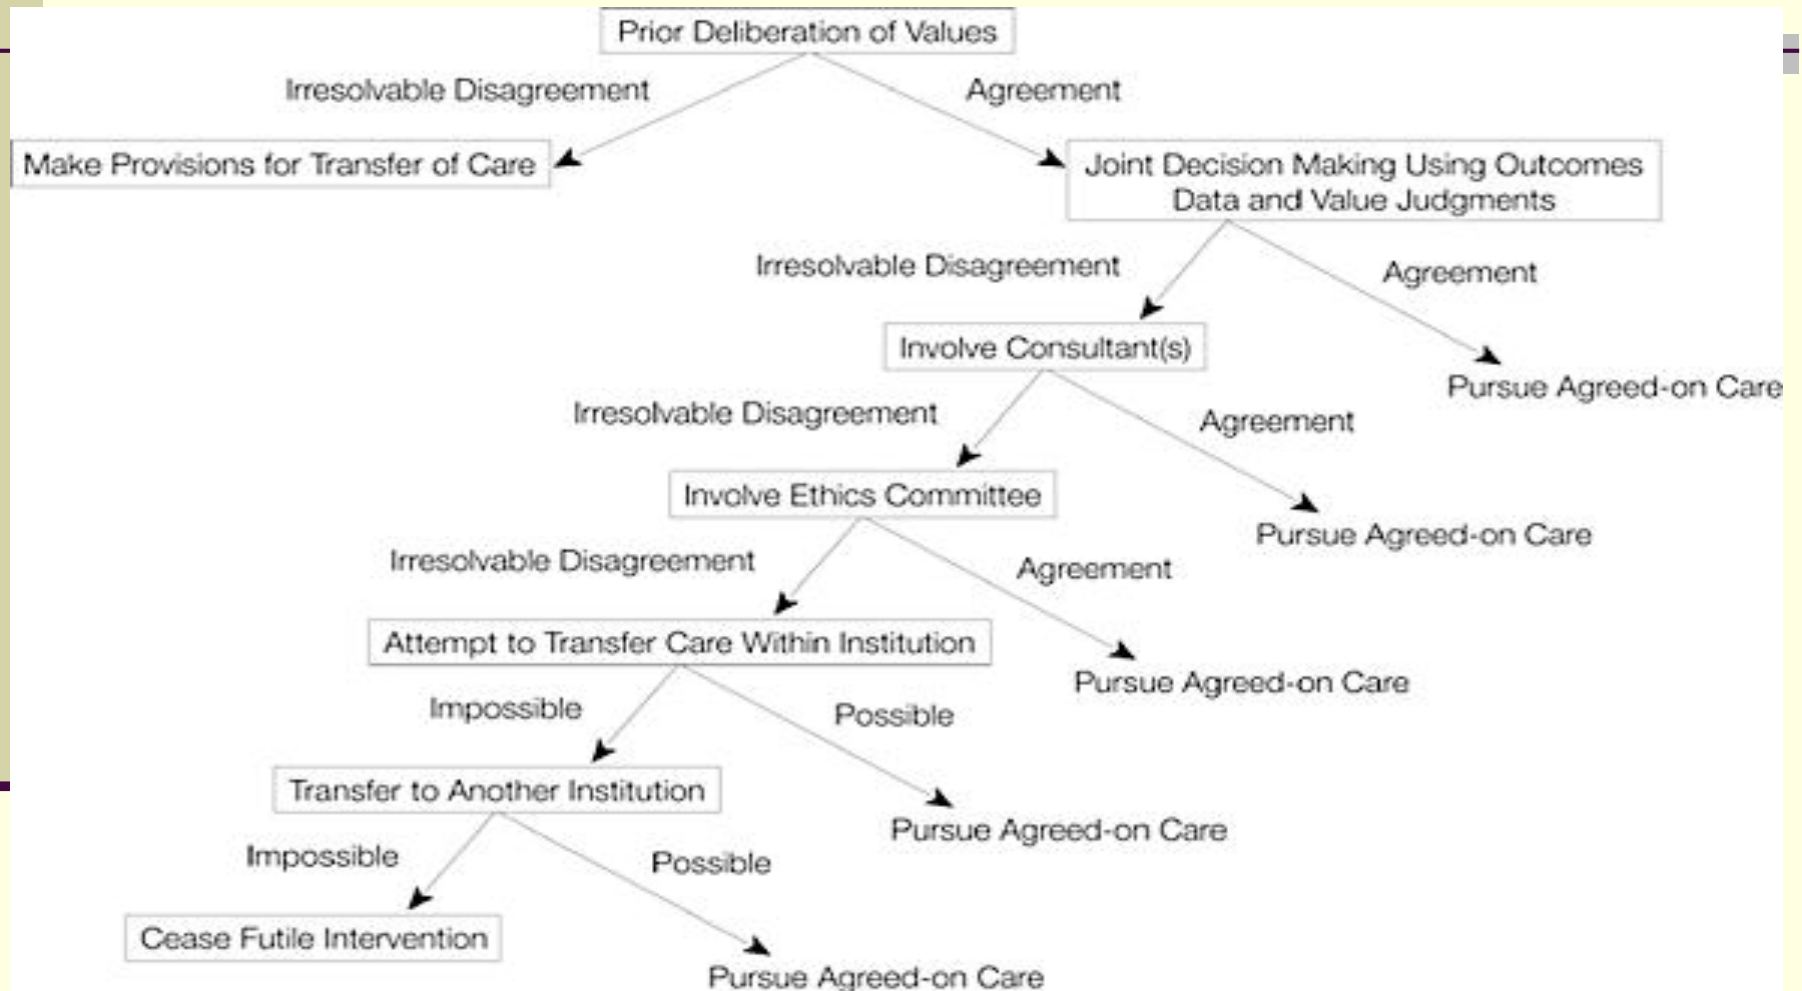 Prior Deliberation of Values
Irresolvable Disagreement
Agreement
Make Provisions for Transfer of Care
Joint Decision Making Using Outcomes
Data and Value Judgments
Irresolvable Disagreement
Agreement
Involve Consultant(s)
Pursue Agreed-on Care
Irresolvable Disagreement
Agreement
Involve Ethics Committee
Pursue Agreed-on Care
Irresolvable Disagreement
Agreement
Attempt to Transfer Care Within Institution
Pursue Agreed-on Care
Impossible
Possible
Transfer to Another Institution
Pursue Agreed-on Care
Impossible
Possible
Cease Futile Intervention
Pursue Agreed-on Care